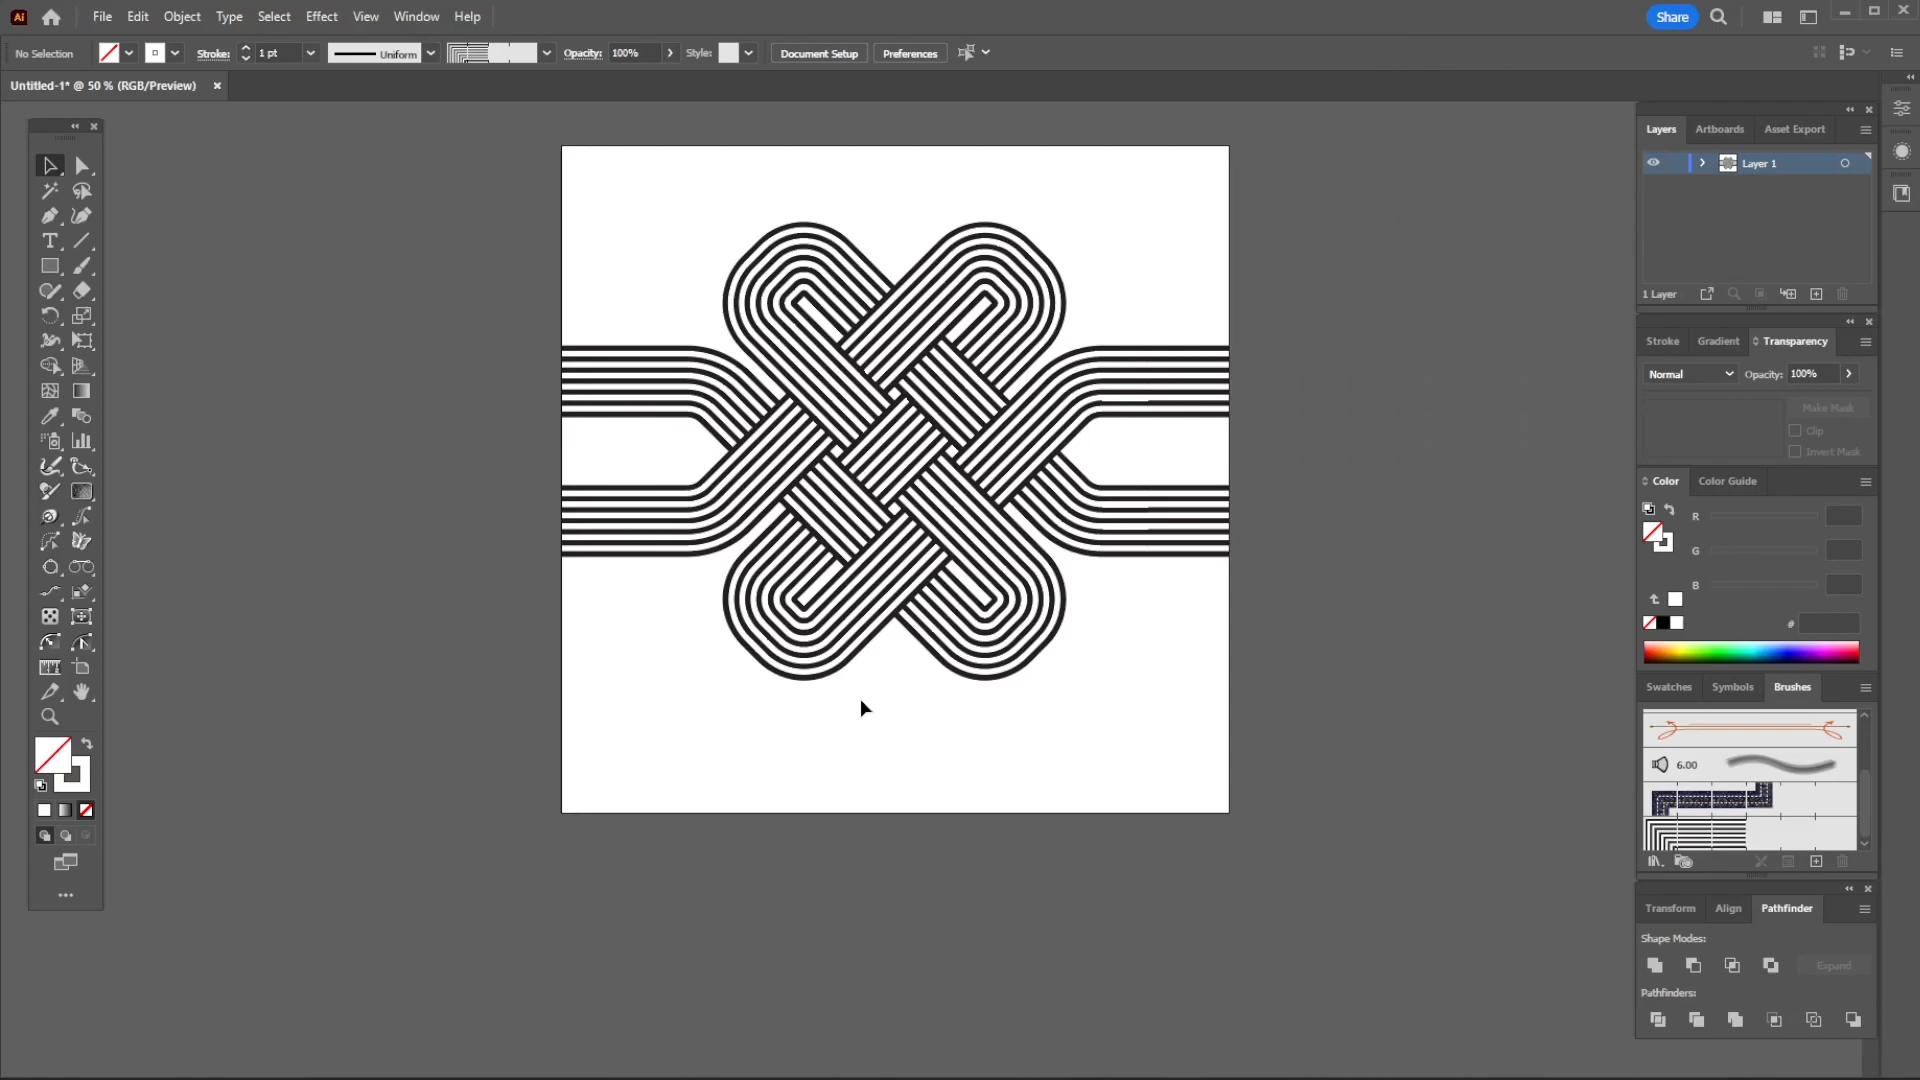 Ai
File Edit Object Type Select Effect View Window Help
Share
No Selection Stroke: 1 pt Uniform Opacity: 100% Style: Document Setup Preferences
Untitled-1* @ 50 % (RGB/Preview)
Layers Artboards Asset Export
Layer 1
1 Layer
Stroke Gradient Transparency
Normal Opacity: 100%
Make Mask
Clip
Invert Mask
Color Color Guide
R
G
B
#
Swatches Symbols Brushes
6.00
Transform Align Pathfinder
Shape Modes:
Expand
Pathfinders: